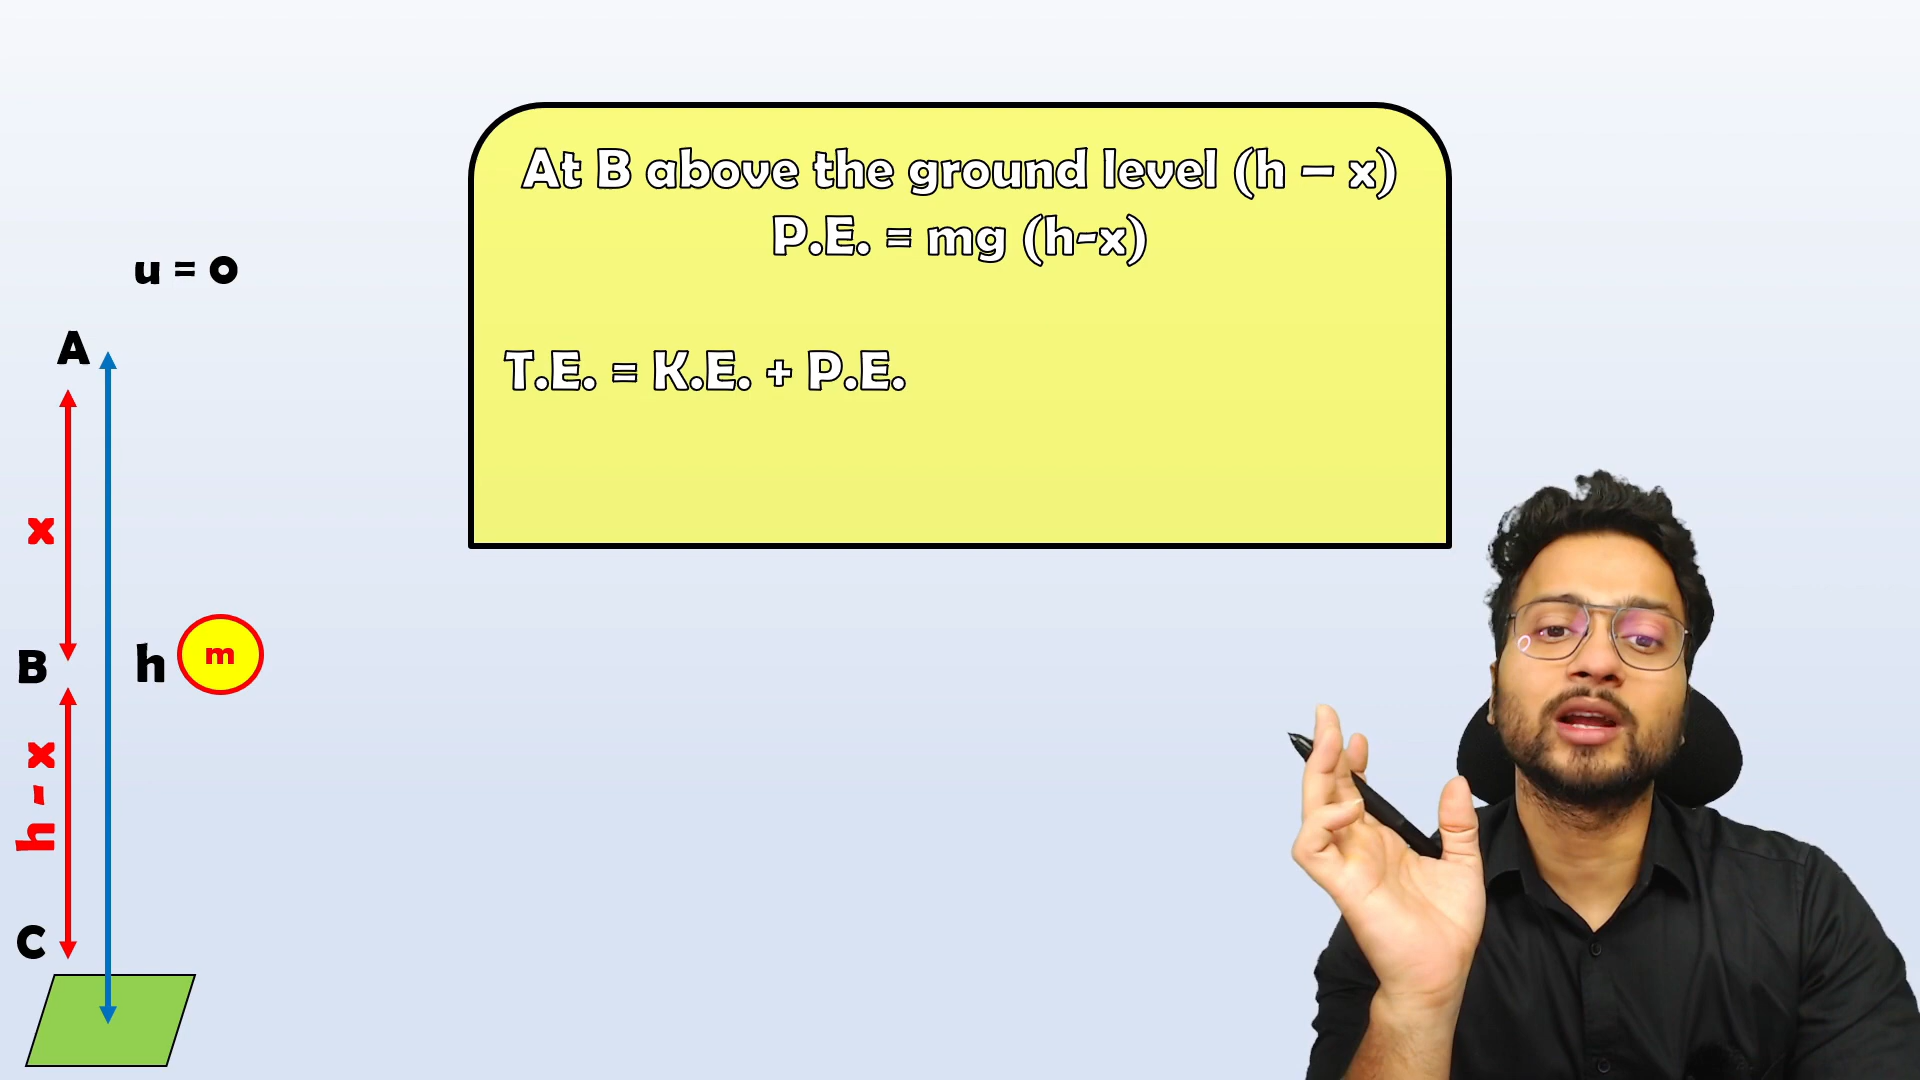 At B above the ground level (h – x)
P.E. = mg (h-x)
T.E. = K.E. + P.E.
u = 0
A
x
B
h
m
h - x
C